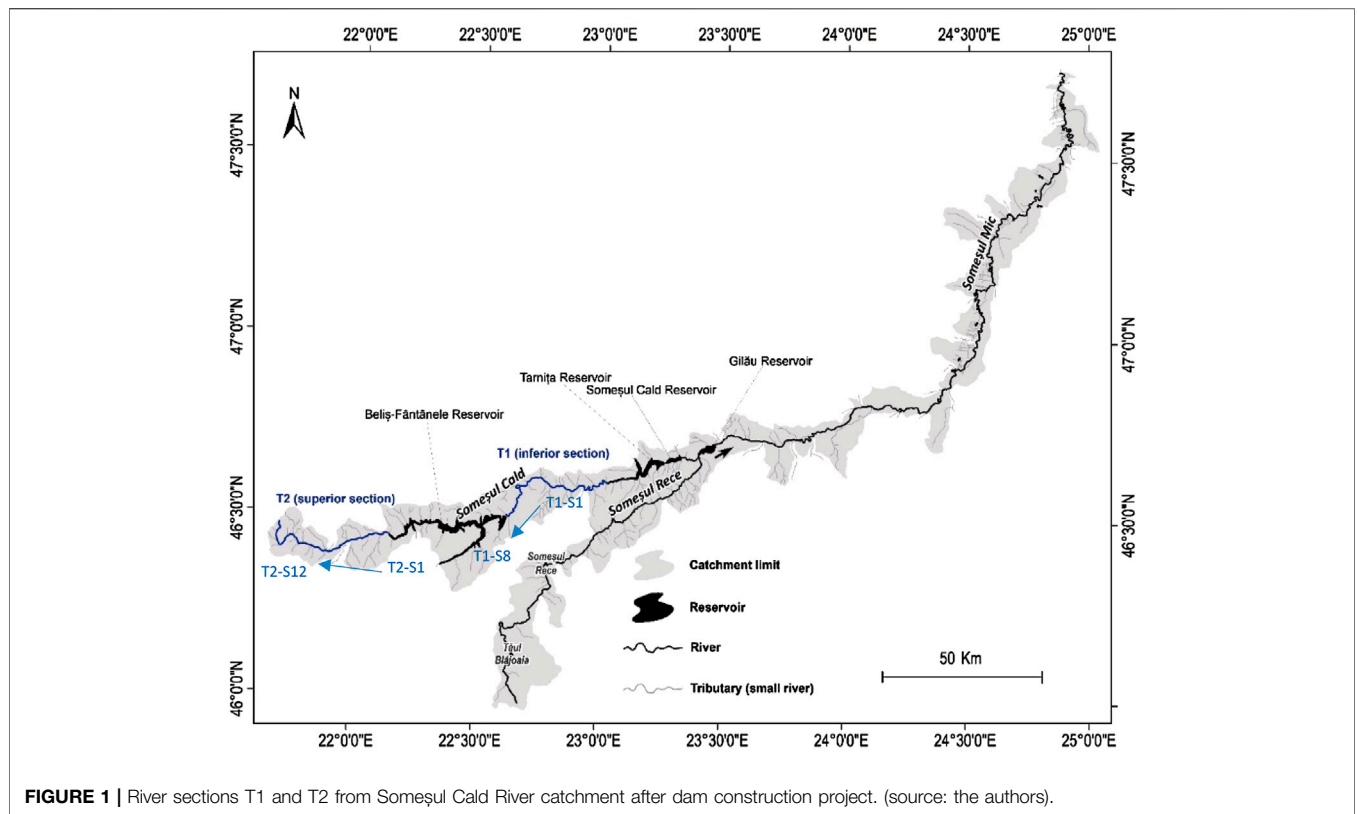 22°0'0"E 22°30'0"E 23°0'0"E 23°30'0"E 24°0'0"E 24°30'0"E 25°0'0"E
N
47°30'0"N
47°30'0"N
Someșul Mic
47°0'0"N
47°0'0"N
Gilău Reservoir
Tarnița Reservoir
Someșul Cald Reservoir
Beliș-Fântânele Reservoir
T1 (inferior section)
Someșul Cald
T2 (superior section)
Someșul Rece
T1-S1
46°30'0"N
46°30'0"N
T1-S8
T2-S12
T2-S1
Someșul
Rece
Catchment limit
Reservoir
River
Blăjoaia
50 Km
Tributary (small river)
46°0'0"N
22°0'0"E 22°30'0"E 23°0'0"E 23°30'0"E 24°0'0"E 24°30'0"E 25°0'0"E
FIGURE 1 | River sections T1 and T2 from Someșul Cald River catchment after dam construction project. (source: the authors).